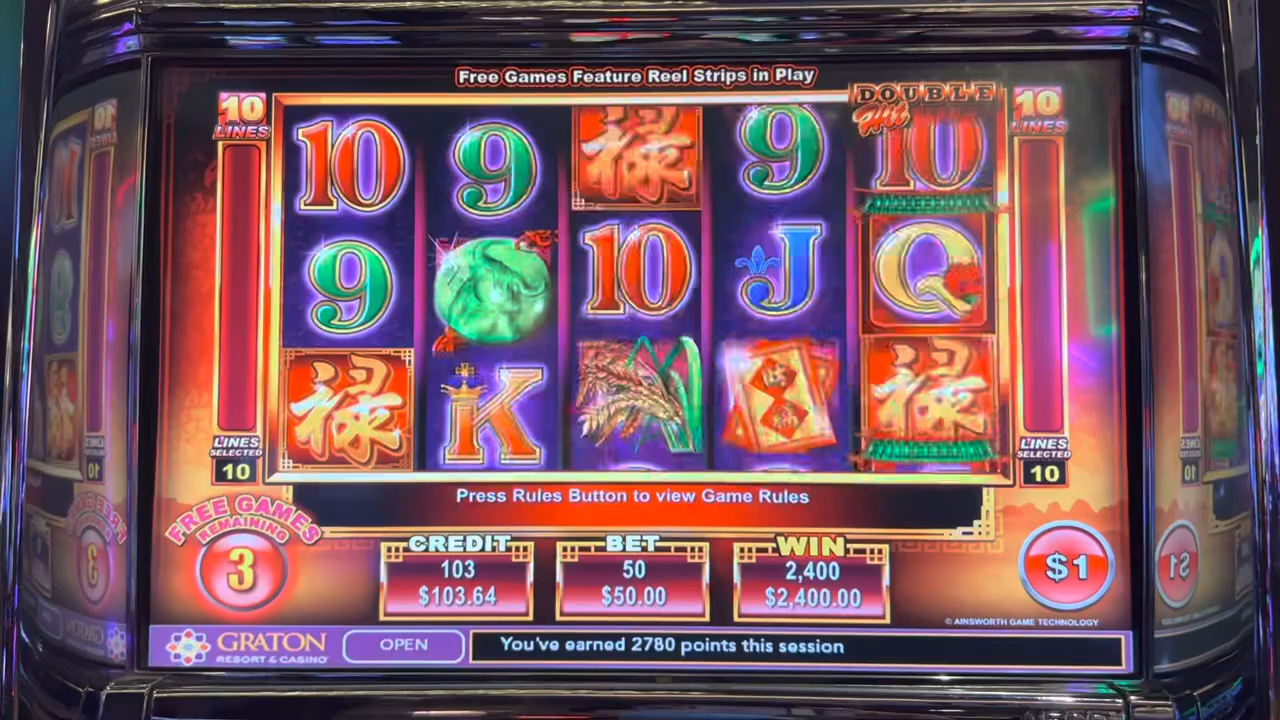 Free Games Feature Reel Strips in Play
10
LINES
DOUBLE
Hit
10
LINES
10
9
禄
9
10
9
10
J
Q
禄
K
禄
LINES
SELECTED
10
LINES
SELECTED
10
Press Rules Button to view Game Rules
FREE GAMES
REMAINING
3
CREDIT
103
$103.64
BET
50
$50.00
WIN
2,400
$2,400.00
$1
© AINSWORTH GAME TECHNOLOGY
GRATON
RESORT & CASINO
OPEN
You've earned 2780 points this session